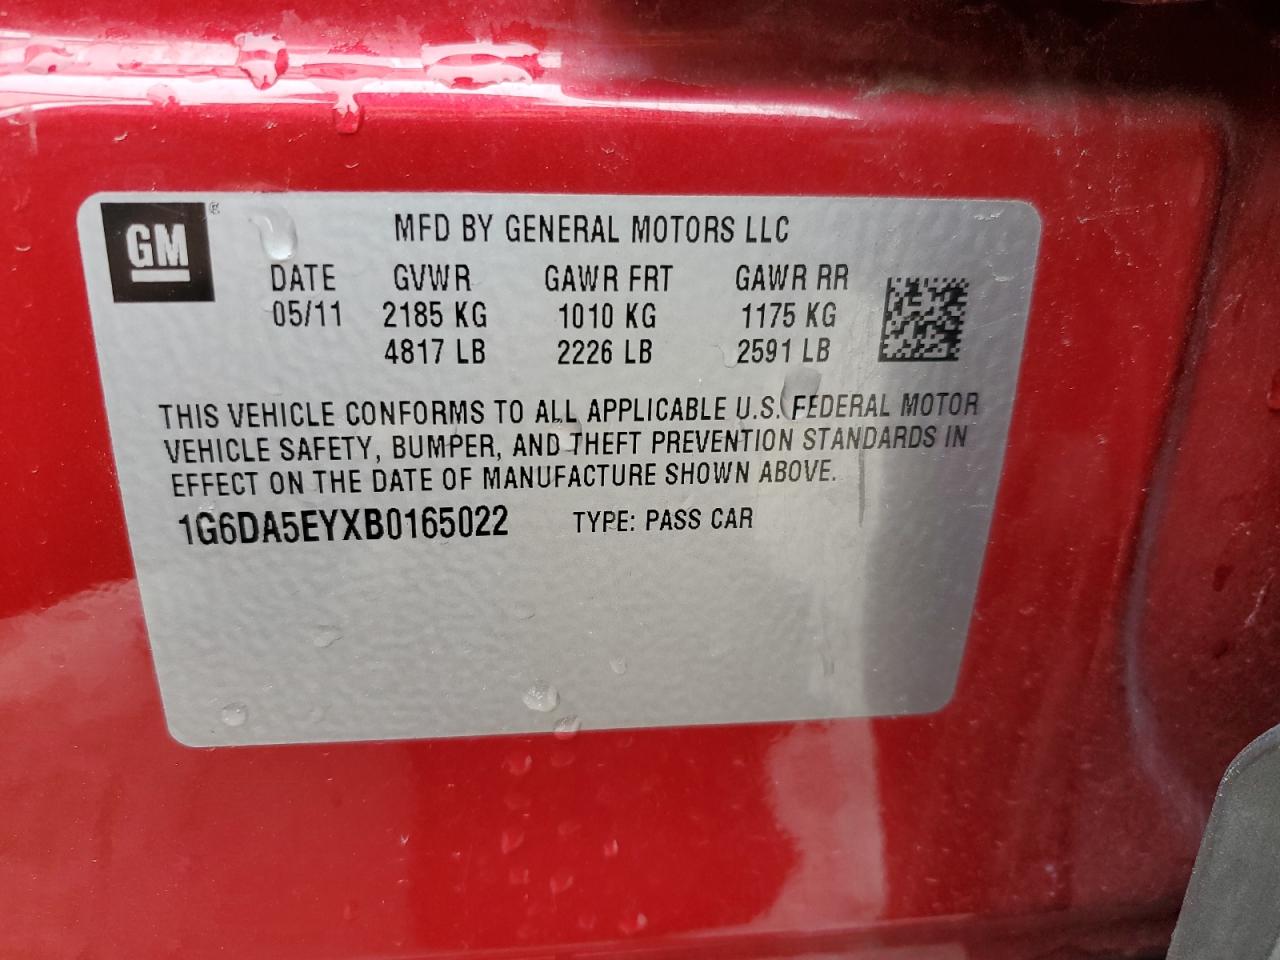 GM ® MFD BY GENERAL MOTORS LLC
DATE GVWR GAWR FRT GAWR RR
05/11 2185 KG 1010 KG 1175 KG
4817 LB 2226 LB 2591 LB
THIS VEHICLE CONFORMS TO ALL APPLICABLE U.S. FEDERAL MOTOR
VEHICLE SAFETY, BUMPER, AND THEFT PREVENTION STANDARDS IN
EFFECT ON THE DATE OF MANUFACTURE SHOWN ABOVE.
1G6DA5EYXB0165022 TYPE: PASS CAR